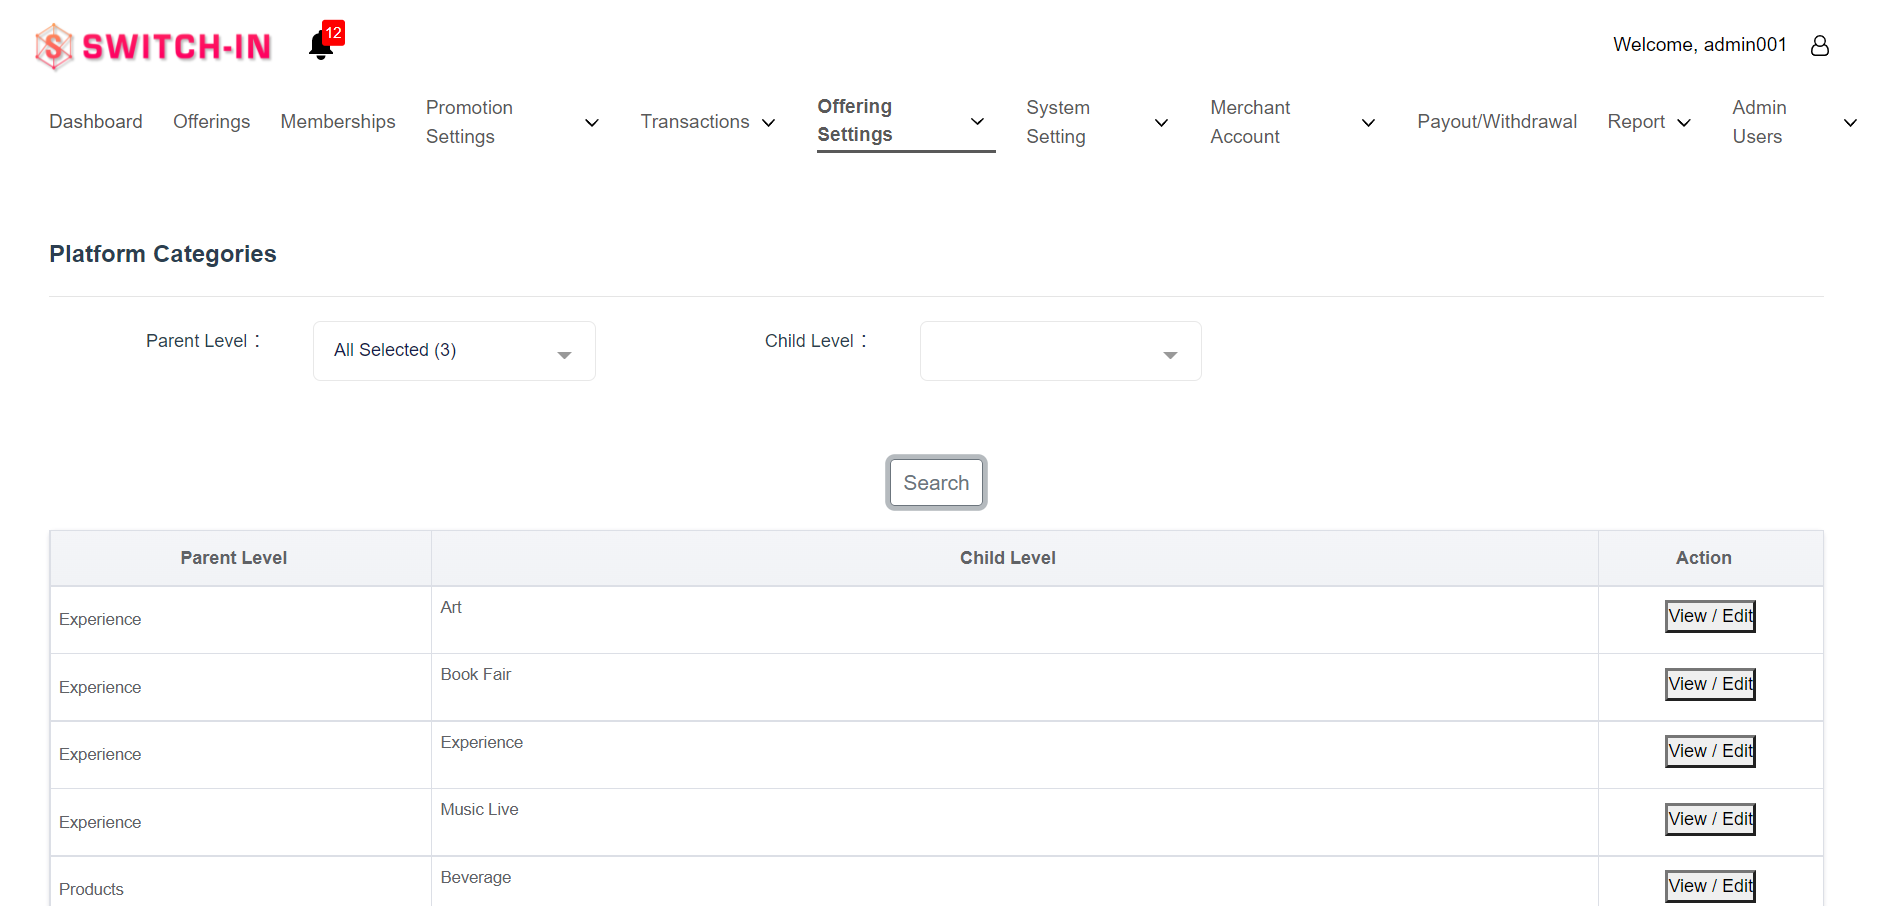 SWITCH-IN
12
Welcome, admin001
Dashboard
Offerings
Memberships
Promotion
Settings
Transactions
Offering
Settings
System
Setting
Merchant
Account
Payout/Withdrawal
Report
Admin
Users
Platform Categories
Parent Level :
All Selected (3)
Child Level :
Search
Parent Level Child Level Action
Experience Art View / Edit
Experience Book Fair View / Edit
Experience Experience View / Edit
Experience Music Live View / Edit
Products Beverage View / Edit